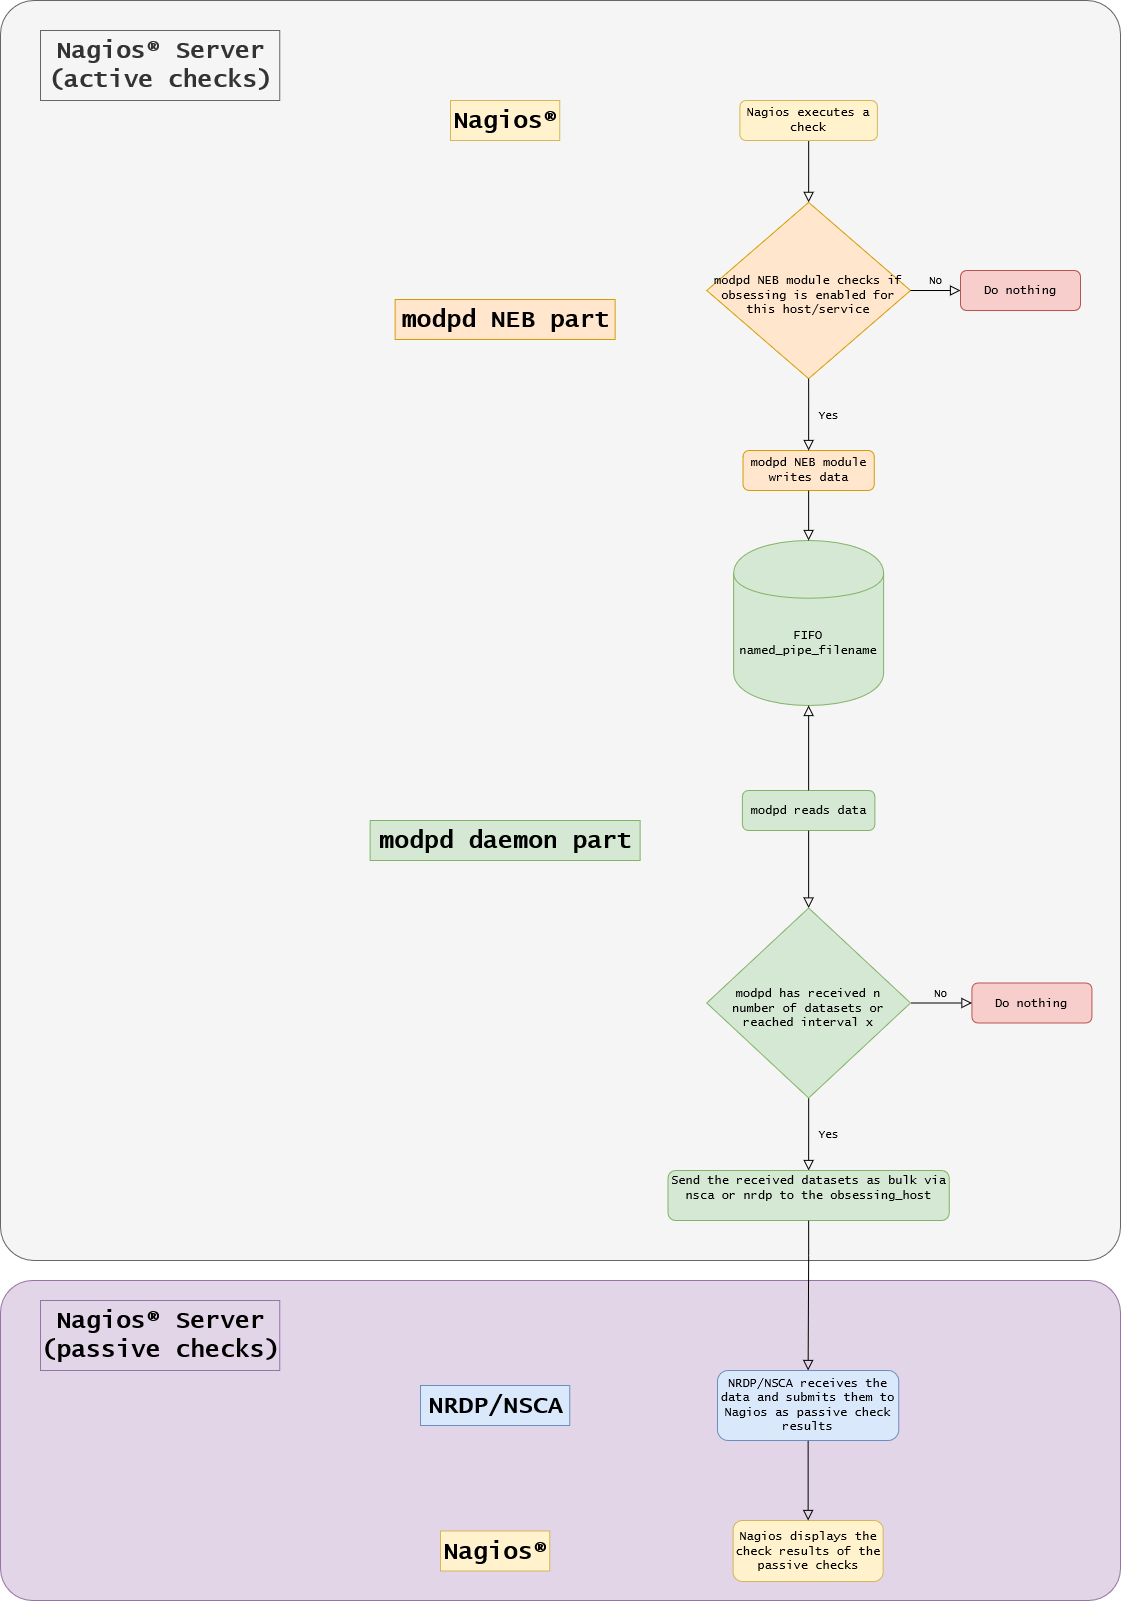 Nagios® Server
(active checks)
Nagios®
Nagios executes a
check
modpd NEB module checks if
obsessing is enabled for
this host/service
No
Do nothing
modpd NEB part
Yes
modpd NEB module
writes data
FIFO
named_pipe_filename
modpd reads data
modpd daemon part
modpd has received n
number of datasets or
reached interval x
No
Do nothing
Yes
Send the received datasets as bulk via
nsca or nrdp to the obsessing_host
Nagios® Server
(passive checks)
NRDP/NSCA
NRDP/NSCA receives the
data and submits them to
Nagios as passive check
results
Nagios®
Nagios displays the
check results of the
passive checks